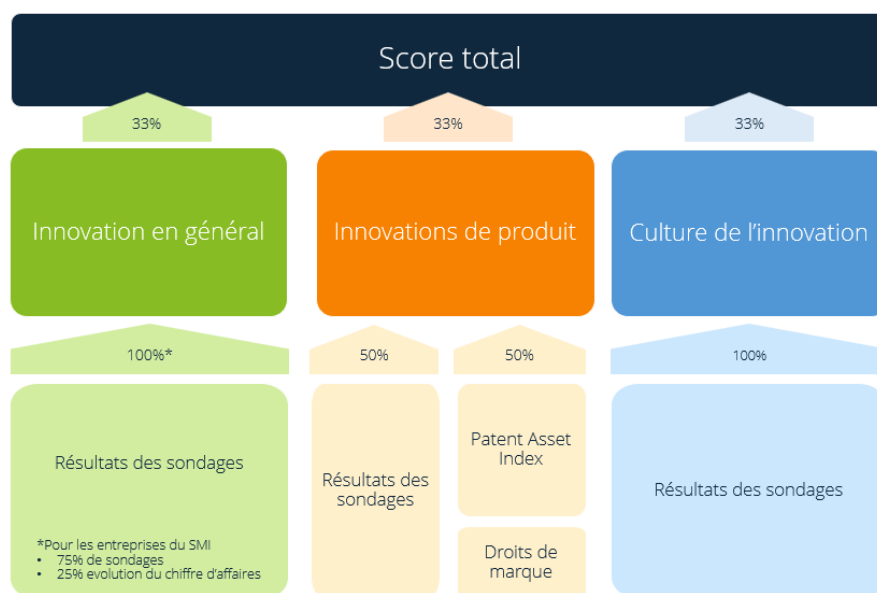 Score total
33%
33%
33%
Innovation en général
Innovations de produit
Culture de l'innovation
100%*
50%
50%
100%
Résultats des sondages
*Pour les entreprises du SMI
• 75% de sondages
• 25% evolution du chiffre d'affaires
Résultats des
sondages
Patent Asset
Index
Droits de
marque
Résultats des sondages